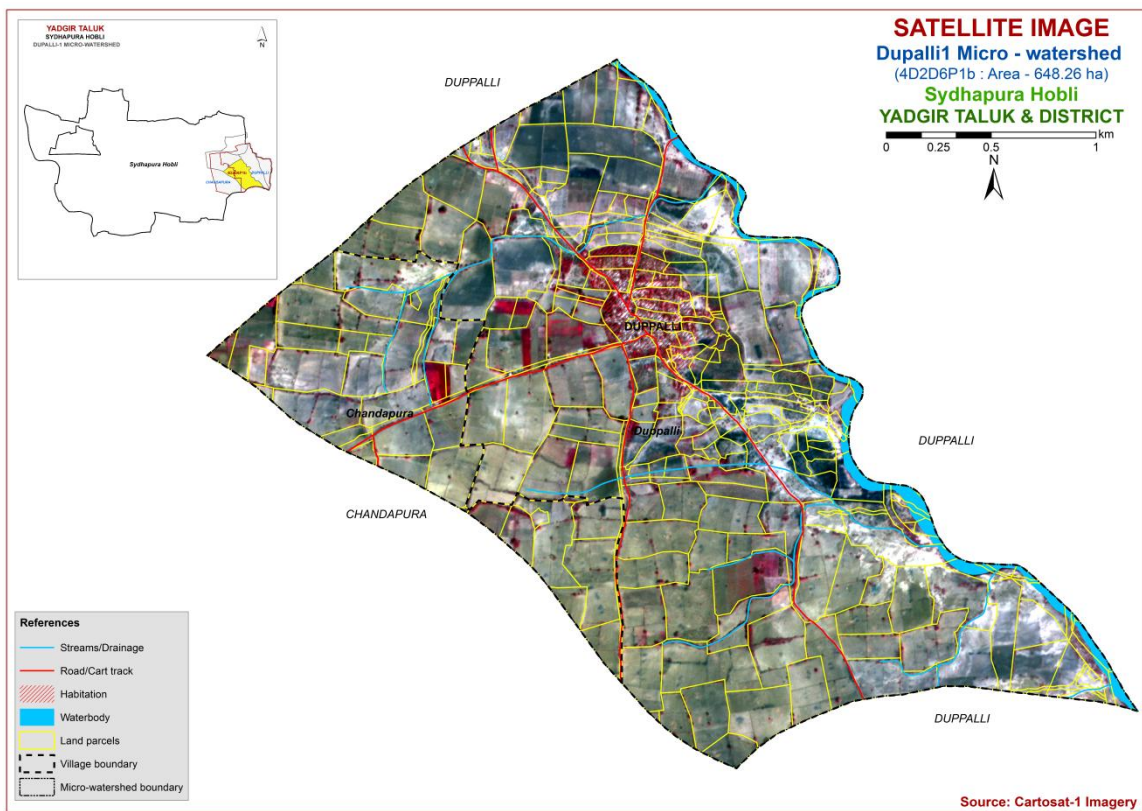 YADGIR TALUK
SYDHAPURA HOBLI
DUPALLI-1 MICRO-WATERSHED
N
Sydhapura Hobli
CHANDAPURA
DUPPALLI
SATELLITE IMAGE
Dupalli1 Micro - watershed
(4D2D6P1b : Area - 648.26 ha)
Sydhapura Hobli
YADGIR TALUK & DISTRICT
km
0 0.25 0.5 1
N
DUPPALLI
DUPPALLI
Chandapura
Duppalli
DUPPALLI
CHANDAPURA
DUPPALLI
References
Streams/Drainage
Road/Cart track
Habitation
Waterbody
Land parcels
Village boundary
Micro-watershed boundary
Source: Cartosat-1 Imagery